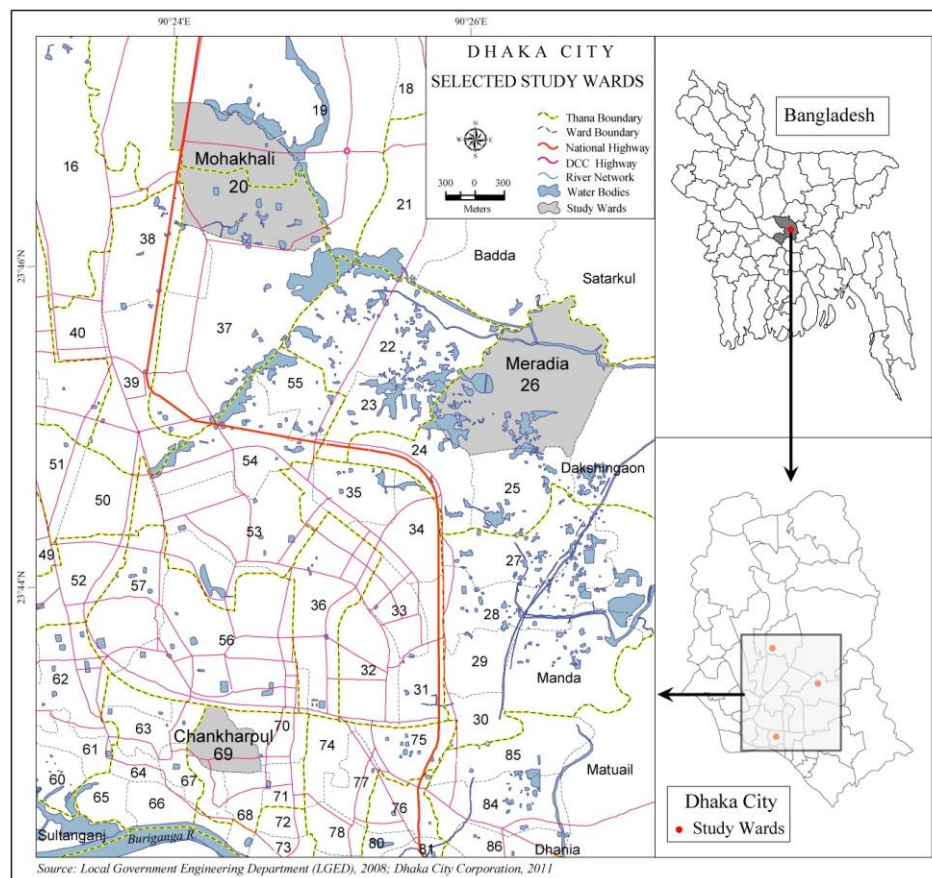 90°24'E
90°26'E
DHAKA CITY
SELECTED STUDY WARDS
Thana Boundary
Ward Boundary
National Highway
DCC Highway
River Network
Water Bodies
Study Wards
N
W E
S
300 0 300
Meters
Bangladesh
18
19
16
Mohakhali
20
21
38
Badda
23°46'N
Satarkul
40
37
22
Meradia
26
39
55
23
24
51
54
Dakshingaon
50
35
25
34
53
49
27
52
57
23°44'N
36
33
28
56
32
29
62
31
Manda
30
63
70
Chankharpul
69
74
75
61
85
Matuail
64
67
60
77
65
71
66
76
84
68
72
Sultanganj
Buriganga R.
78
80
73
81
86
Dhania
Dhaka City
Study Wards
Source: Local Government Engineering Department (LGED), 2008; Dhaka City Corporation, 2011